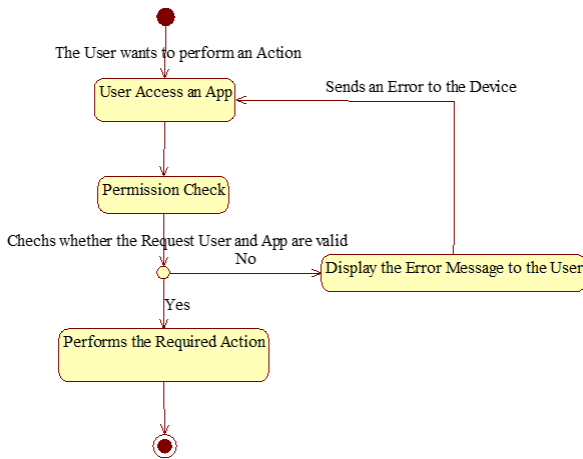 The User wants to perform an Action
Sends an Error to the Device
User Access an App
Permission Check
Chechs whether the Request User and App are valid
No
Display the Error Message to the User
Yes
Performs the Required Action